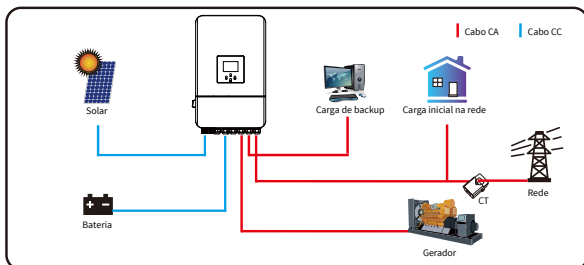 Cabo CA
Cabo CC
Solar
Carga de backup
Carga inicial na rede
Rede
CT
Bateria
Gerador